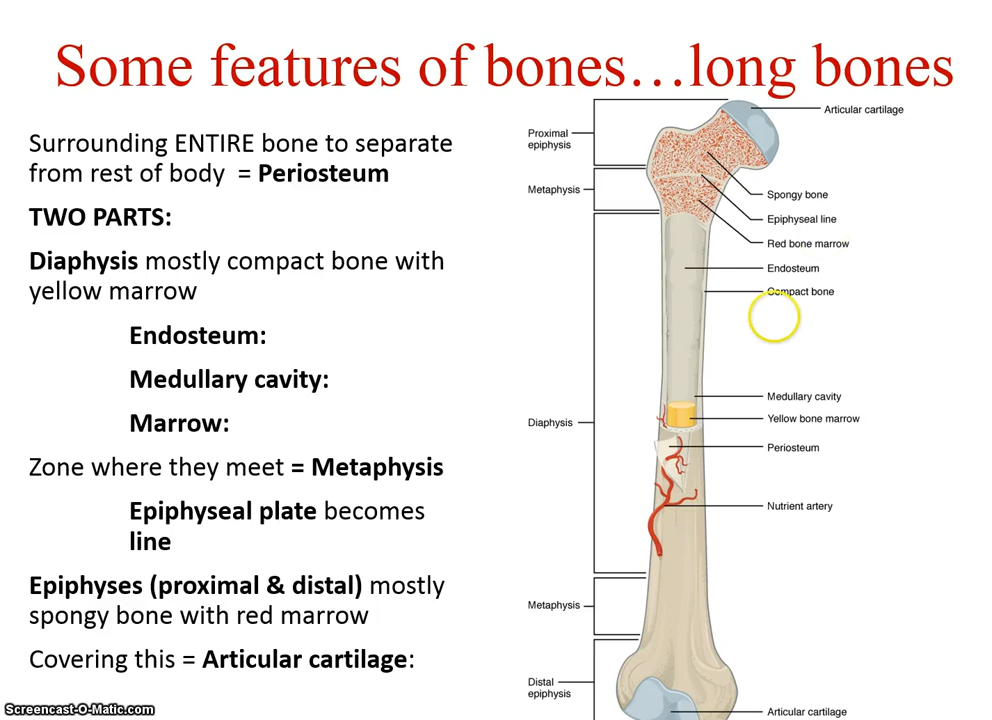 Some features of bones…long bones
Surrounding ENTIRE bone to separate
from rest of body = Periosteum
TWO PARTS:
Diaphysis mostly compact bone with
yellow marrow
Endosteum:
Medullary cavity:
Marrow:
Zone where they meet = Metaphysis
Epiphyseal plate becomes
line
Epiphyses (proximal & distal) mostly
spongy bone with red marrow
Covering this = Articular cartilage:
Proximal
epiphysis
Metaphysis
Diaphysis
Metaphysis
Distal
epiphysis
Articular cartilage
Spongy bone
Epiphyseal line
Red bone marrow
Endosteum
Compact bone
Medullary cavity
Yellow bone marrow
Periosteum
Nutrient artery
Articular cartilage
Screencast-O-Matic.com